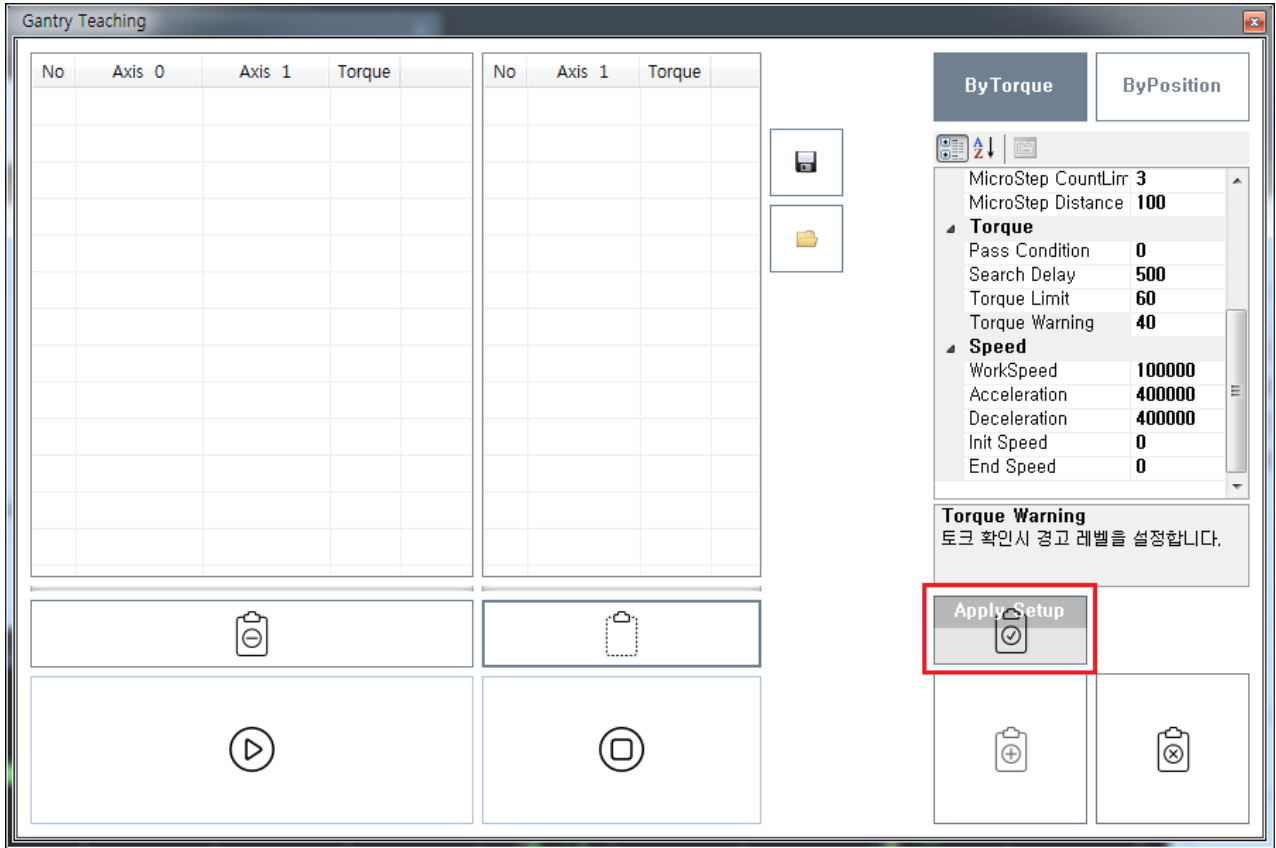 Gantry Teaching
No Axis 0 Axis 1 Torque
No Axis 1 Torque
ByTorque ByPosition
MicroStep CountLim 3
MicroStep Distance 100
Torque
Pass Condition 0
Search Delay 500
Torque Limit 60
Torque Warning 40
Speed
WorkSpeed 100000
Acceleration 400000
Deceleration 400000
Init Speed 0
End Speed 0
Torque Warning
토크 확인시 경고 레벨을 설정합니다.
Apply Setup